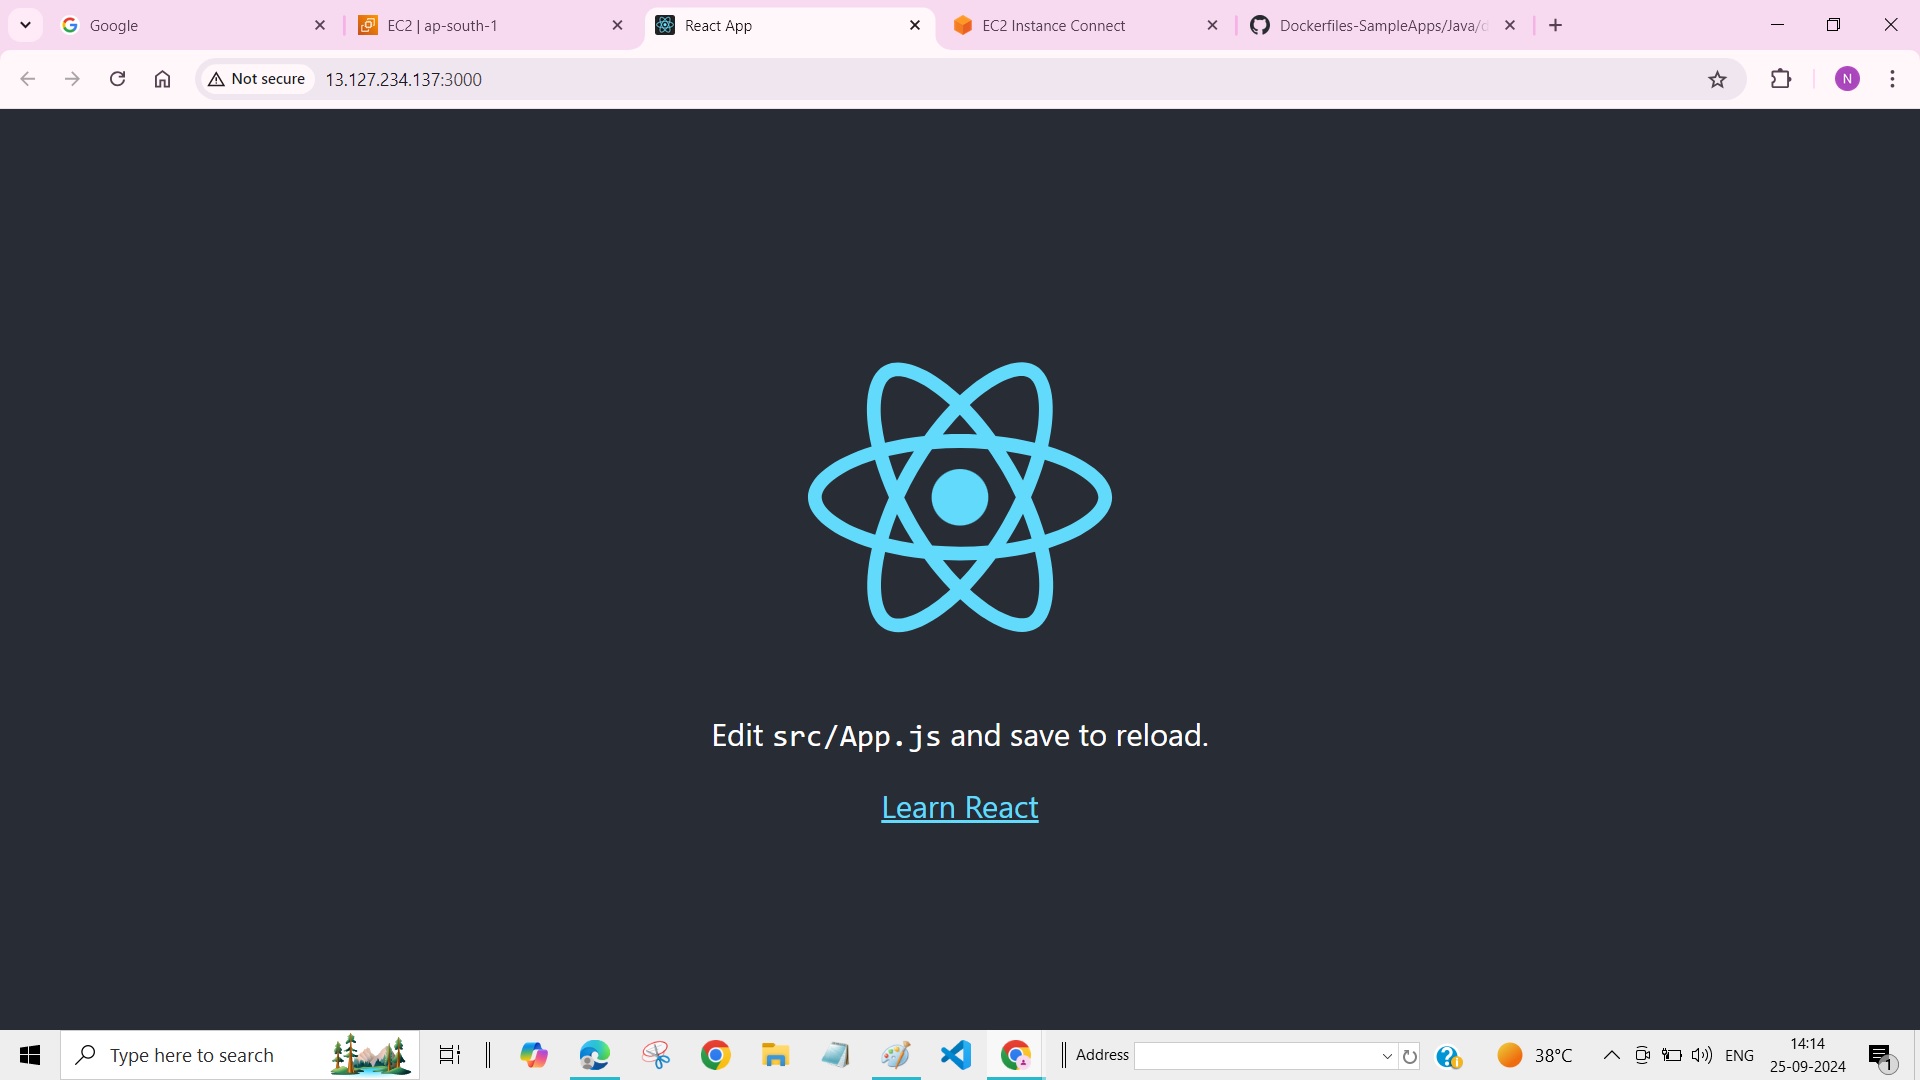 Google
EC2 | ap-south-1
React App
EC2 Instance Connect
Dockerfiles-SampleApps/Java/d
Not secure
13.127.234.137:3000
N
Edit src/App.js and save to reload.
Learn React
Type here to search
Address
38°C
ENG
14:14
25-09-2024
1